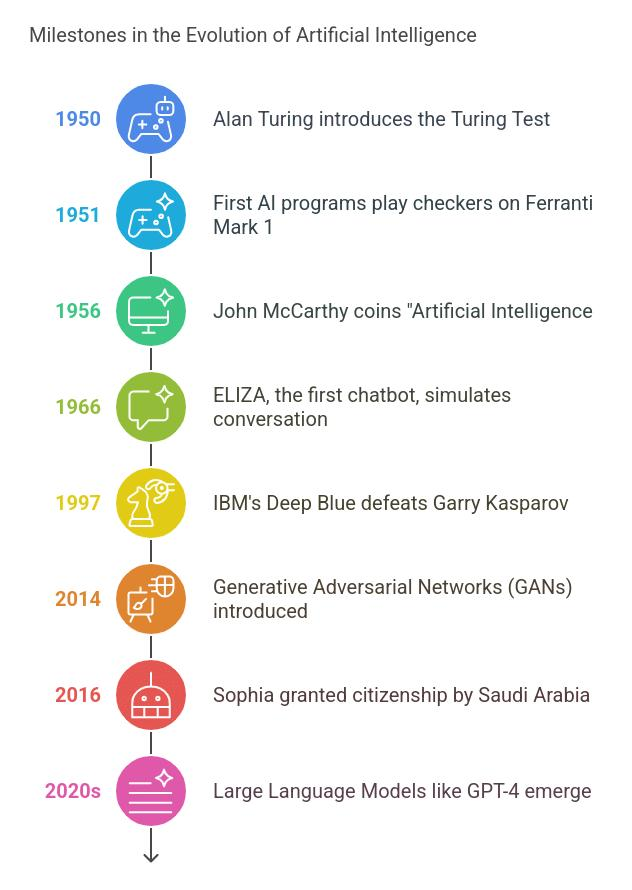 Milestones in the Evolution of Artificial Intelligence
1950
Alan Turing introduces the Turing Test
1951
First AI programs play checkers on Ferranti
Mark 1
1956
John McCarthy coins "Artificial Intelligence
1966
ELIZA, the first chatbot, simulates
conversation
1997
IBM's Deep Blue defeats Garry Kasparov
2014
Generative Adversarial Networks (GANs)
introduced
2016
Sophia granted citizenship by Saudi Arabia
2020s
Large Language Models like GPT-4 emerge